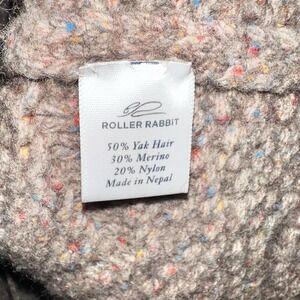 ROLLER RABBIT
50% Yak Hair
30% Merino
20% Nylon
Made in Nepal